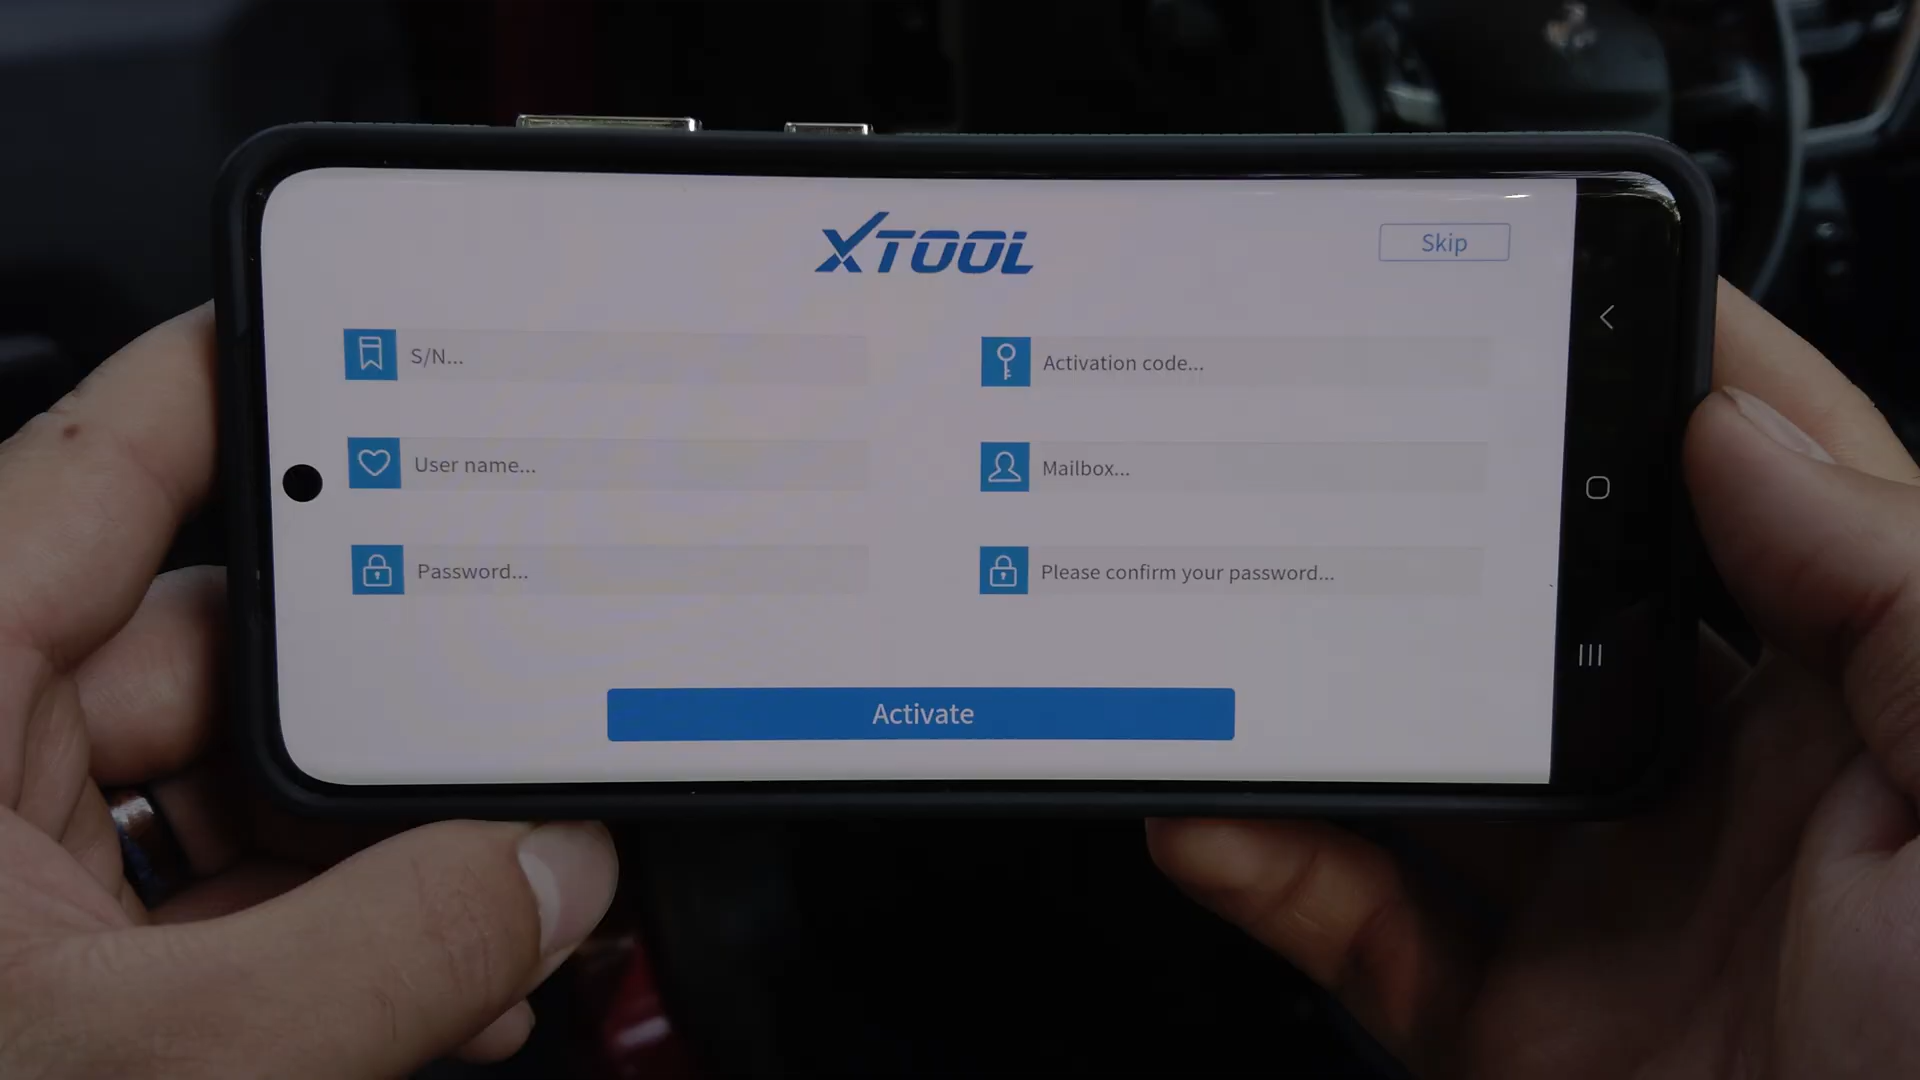 XTOOL
Skip
S/N...
Activation code...
User name...
Mailbox...
Password...
Please confirm your password...
Activate